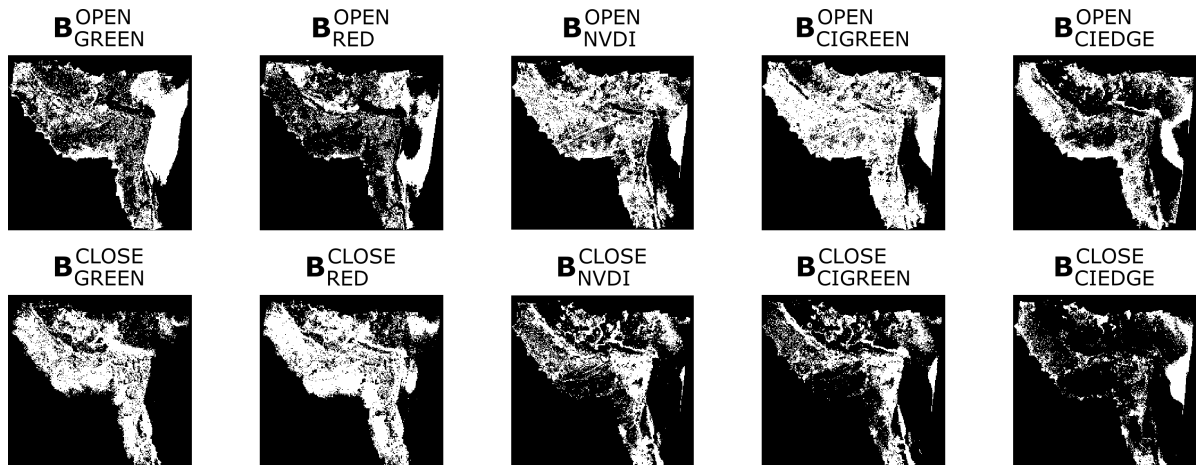 B OPEN GREEN
B OPEN RED
B OPEN NVDI
B OPEN CIGREEN
B OPEN CIEDGE
B CLOSE GREEN
B CLOSE RED
B CLOSE NVDI
B CLOSE CIGREEN
B CLOSE CIEDGE